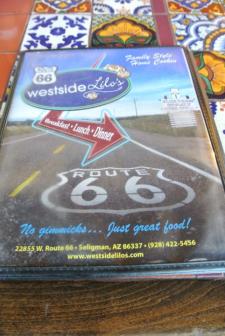 Family Style
Home Cookin'
66
westside Lilo's
Breakfast • Lunch • Dinner
ROUTE
66
No gimmicks... Just great food!
22855 W. Route 66 • Seligman, AZ 86337 • (928) 422-5456
www.westsidelilos.com